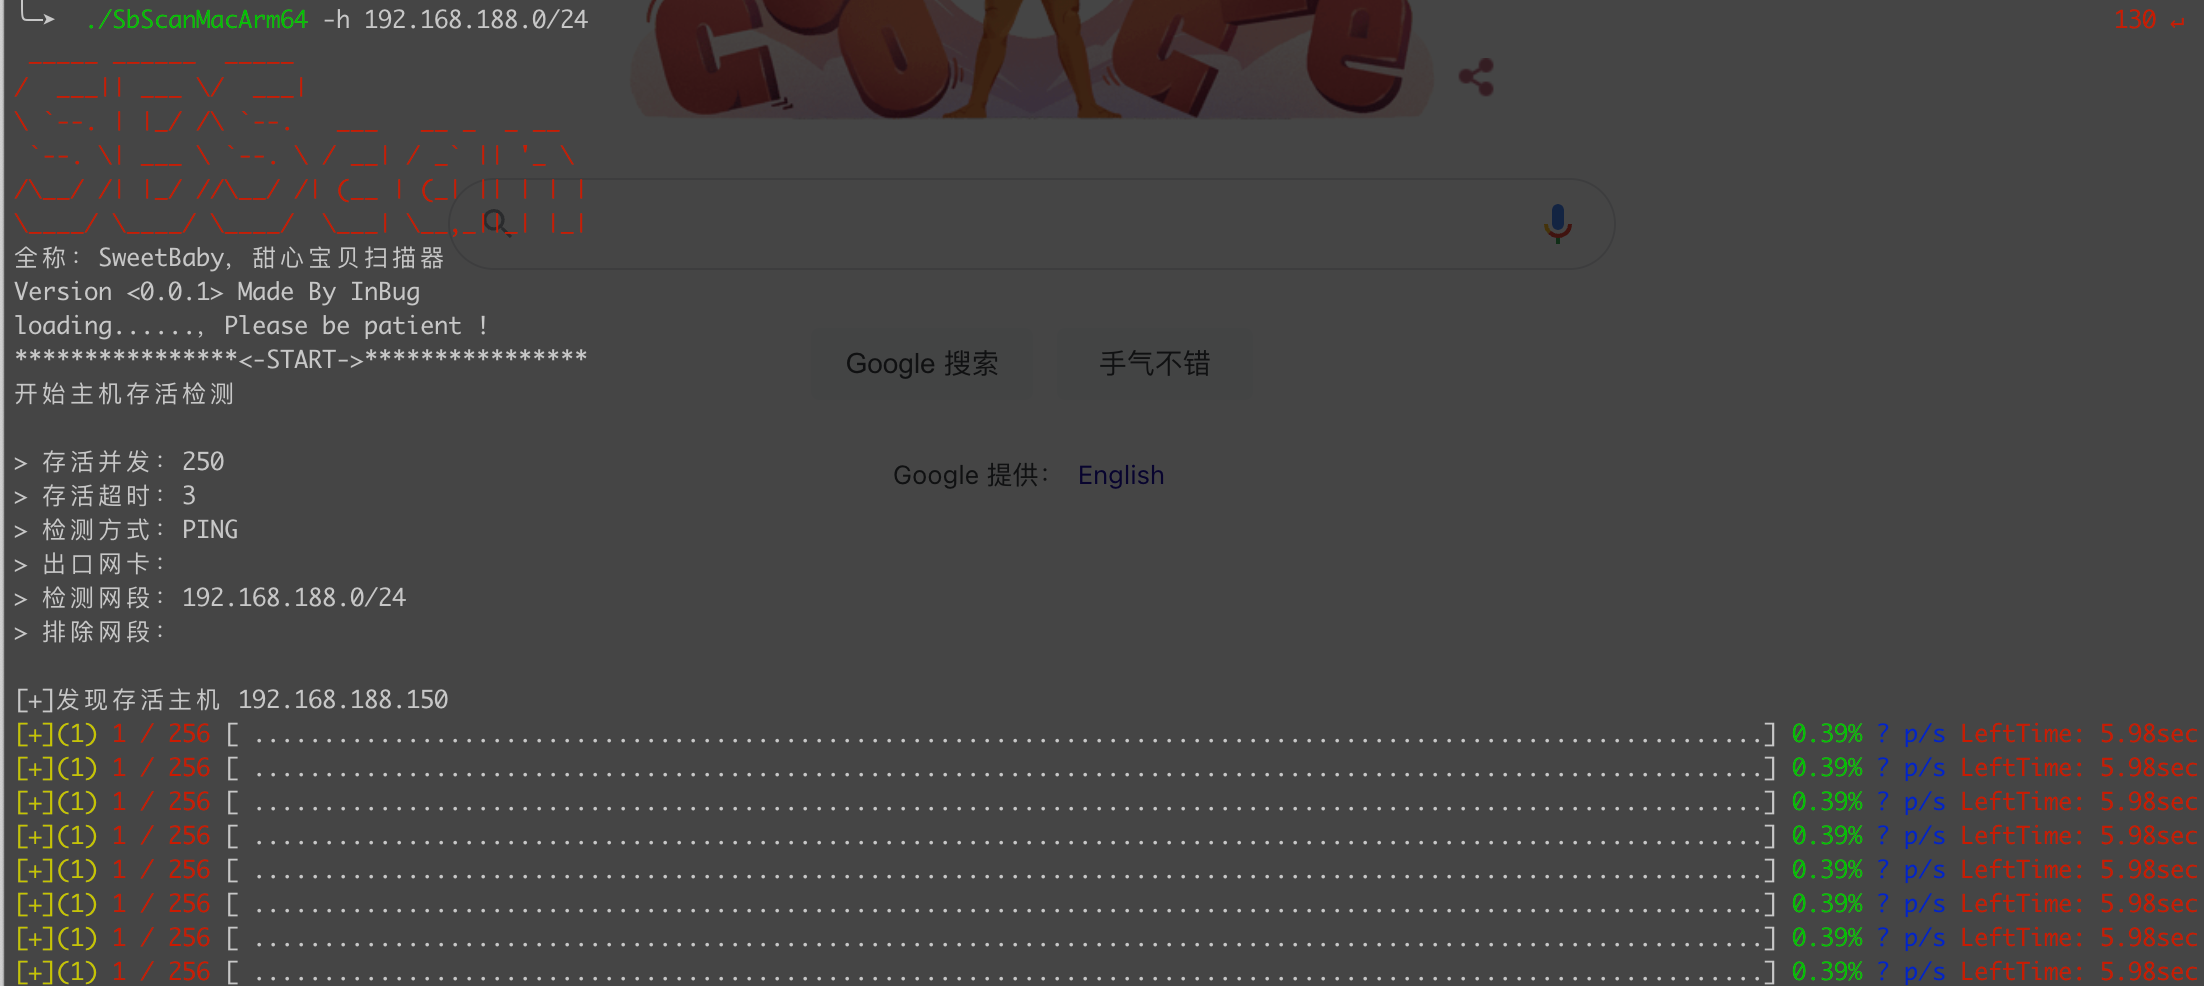 ./SbScanMacArm64 -h 192.168.188.0/24 130 ↵
SBScan
全称：SweetBaby, 甜心宝贝扫描器
Version <0.0.1> Made By InBug
loading......, Please be patient !
****************<-START->****************
开始主机存活检测
> 存活并发：250
> 存活超时：3
> 检测方式：PING
> 出口网卡：
> 检测网段：192.168.188.0/24
> 排除网段：
[+]发现存活主机 192.168.188.150
[+](1) 1 / 256 [ ............................................................................................................] 0.39% ? p/s LeftTime: 5.98sec
[+](1) 1 / 256 [ ............................................................................................................] 0.39% ? p/s LeftTime: 5.98sec
[+](1) 1 / 256 [ ............................................................................................................] 0.39% ? p/s LeftTime: 5.98sec
[+](1) 1 / 256 [ ............................................................................................................] 0.39% ? p/s LeftTime: 5.98sec
[+](1) 1 / 256 [ ............................................................................................................] 0.39% ? p/s LeftTime: 5.98sec
[+](1) 1 / 256 [ ............................................................................................................] 0.39% ? p/s LeftTime: 5.98sec
[+](1) 1 / 256 [ ............................................................................................................] 0.39% ? p/s LeftTime: 5.98sec
[+](1) 1 / 256 [ ............................................................................................................] 0.39% ? p/s LeftTime: 5.98sec
Google 搜索
手气不错
Google 提供： English